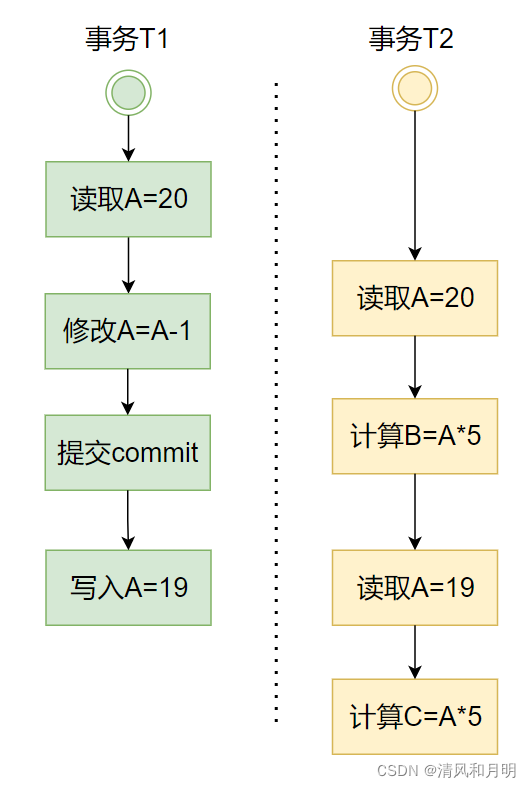 事务T1
事务T2
读取A=20
修改A=A-1
提交commit
写入A=19
读取A=20
计算B=A*5
读取A=19
计算C=A*5
CSDN @清风和月明